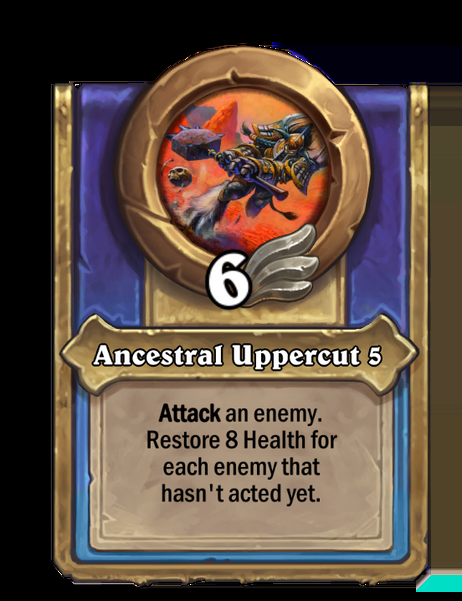 6
Ancestral Uppercut 5
Attack an enemy.
Restore 8 Health for
each enemy that
hasn't acted yet.